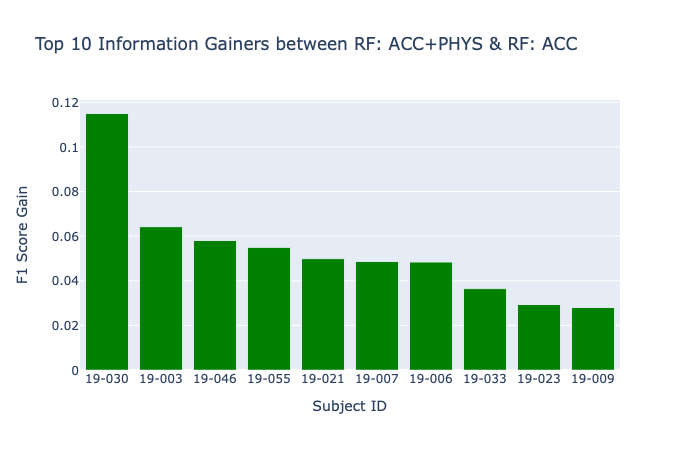 Top 10 Information Gainers between RF: ACC+PHYS & RF: ACC
F1 Score Gain
0.12
0.1
0.08
0.06
0.04
0.02
0
19-030 19-003 19-046 19-055 19-021 19-007 19-006 19-033 19-023 19-009
Subject ID